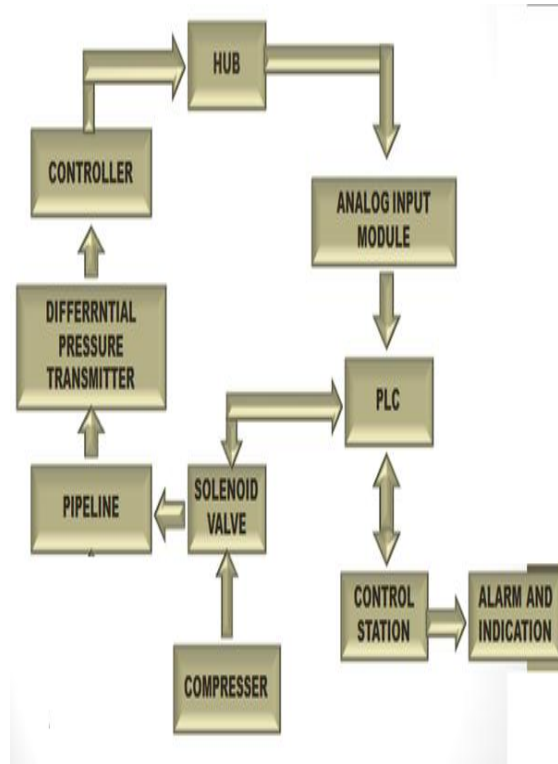 HUB
CONTROLLER
ANALOG INPUT
MODULE
DIFFERRNTIAL
PRESSURE
TRANSMITTER
PLC
PIPELINE
SOLENOID
VALVE
CONTROL
STATION
ALARM AND
INDICATION
COMPRESSER